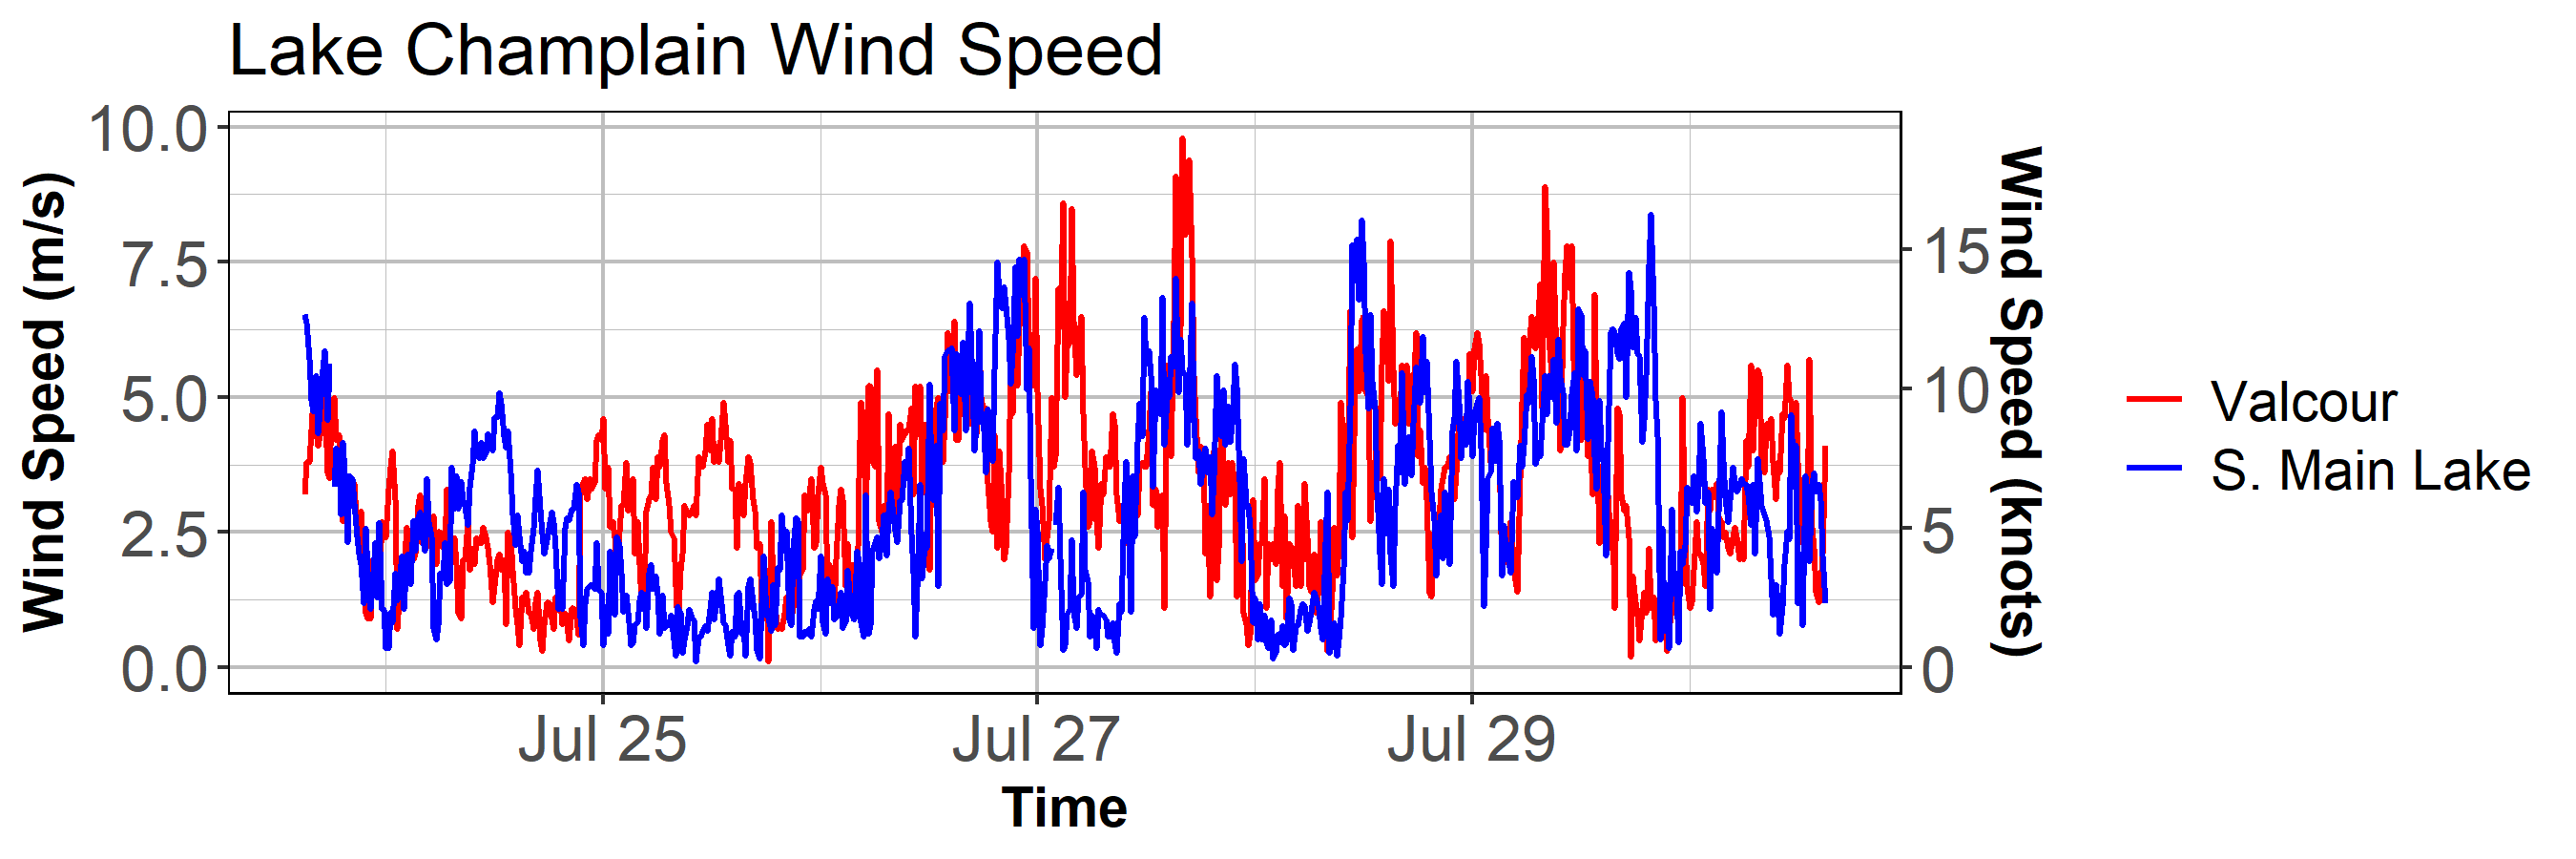 Lake Champlain Wind Speed
Wind Speed (m/s)
10.0
7.5
5.0
2.5
0.0
15
10
5
0
Wind Speed (knots)
Jul 25
Jul 27
Jul 29
Time
Valcour
S. Main Lake